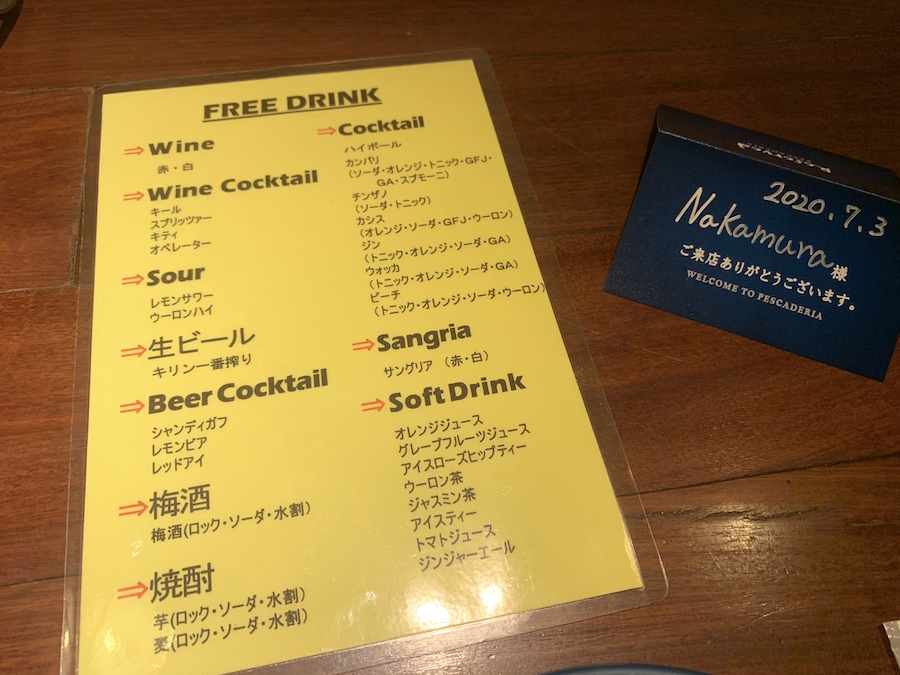 FREE DRINK
⇒Wine
赤・白
⇒Wine Cocktail
キール
スプリッツァー
キティ
オペレーター
⇒Sour
レモンサワー
ウーロンハイ
⇒生ビール
キリン一番搾り
⇒Beer Cocktail
シャンディガフ
レモンビア
レッドアイ
⇒梅酒
梅酒(ロック・ソーダ・水割)
⇒焼酎
芋(ロック・ソーダ・水割)
麦(ロック・ソーダ・水割)
⇒Cocktail
ハイボール
カンパリ
(ソーダ・オレンジ・トニック・GFJ・
GA・スプモーニ)
チンザノ
(ソーダ・トニック)
カシス
(オレンジ・ソーダ・GFJ・ウーロン)
ジン
(トニック・オレンジ・ソーダ・GA)
ウォッカ
(トニック・オレンジ・ソーダ・GA)
ピーチ
(トニック・オレンジ・ソーダ・ウーロン)
⇒Sangria
サングリア (赤・白)
⇒Soft Drink
オレンジジュース
グレープフルーツジュース
アイスローズヒップティー
ウーロン茶
ジャスミン茶
アイスティー
トマトジュース
ジンジャーエール
2020.7.3
Nakamura様
ご来店ありがとうございます。
WELCOME TO PESCADERIA